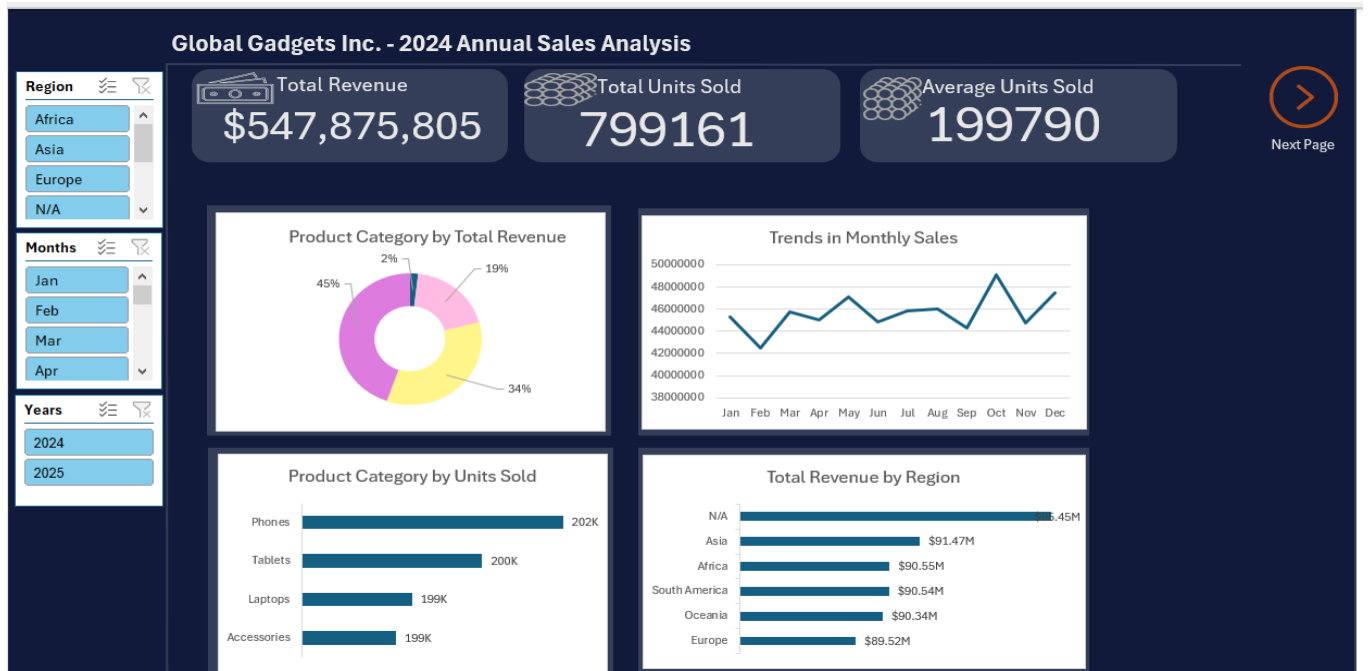 Global Gadgets Inc. - 2024 Annual Sales Analysis
Region
Africa
Asia
Europe
N/A
Months
Jan
Feb
Mar
Apr
Years
2024
2025
Total Revenue
$547,875,805
Total Units Sold
799161
Average Units Sold
199790
Next Page
Product Category by Total Revenue
2%
19%
45%
34%
Trends in Monthly Sales
50000000
48000000
46000000
44000000
42000000
40000000
38000000
Jan Feb Mar Apr May Jun Jul Aug Sep Oct Nov Dec
Product Category by Units Sold
Phones 202K
Tablets 200K
Laptops 199K
Accessories 199K
Total Revenue by Region
N/A
Asia $91.47M
Africa $90.55M
South America $90.54M
Oceania $90.34M
Europe $89.52M